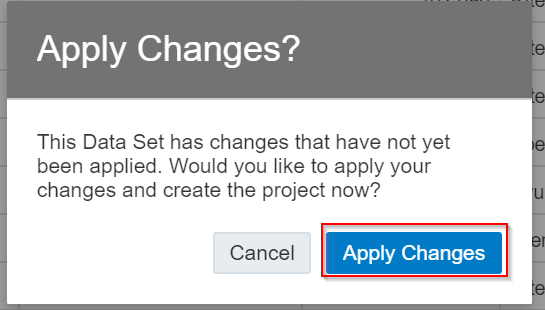 Apply Changes?
This Data Set has changes that have not yet
been applied. Would you like to apply your
changes and create the project now?
Cancel
Apply Changes